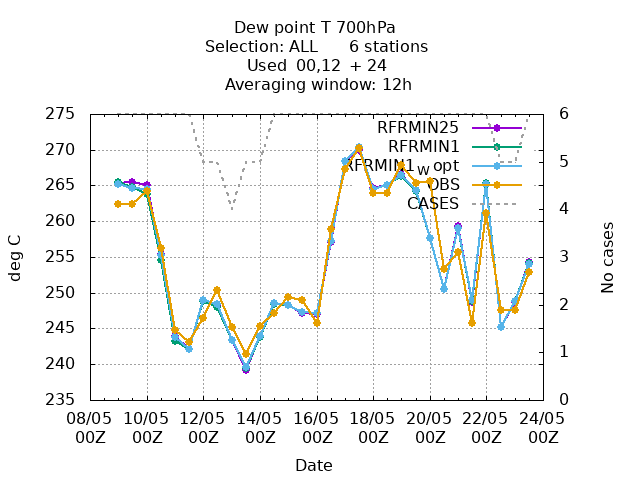 Dew point T 700hPa
Selection: ALL 6 stations
Used 00,12 + 24
Averaging window: 12h
275
270
265
260
255
250
245
240
235
6
5
4
3
2
1
0
RFRMIN25
RFRMIN1
RFRMIN1w opt
OBS
CASES
deg C
No cases
08/05 10/05 12/05 14/05 16/05 18/05 20/05 22/05 24/05
00Z 00Z 00Z 00Z 00Z 00Z 00Z 00Z 00Z
Date